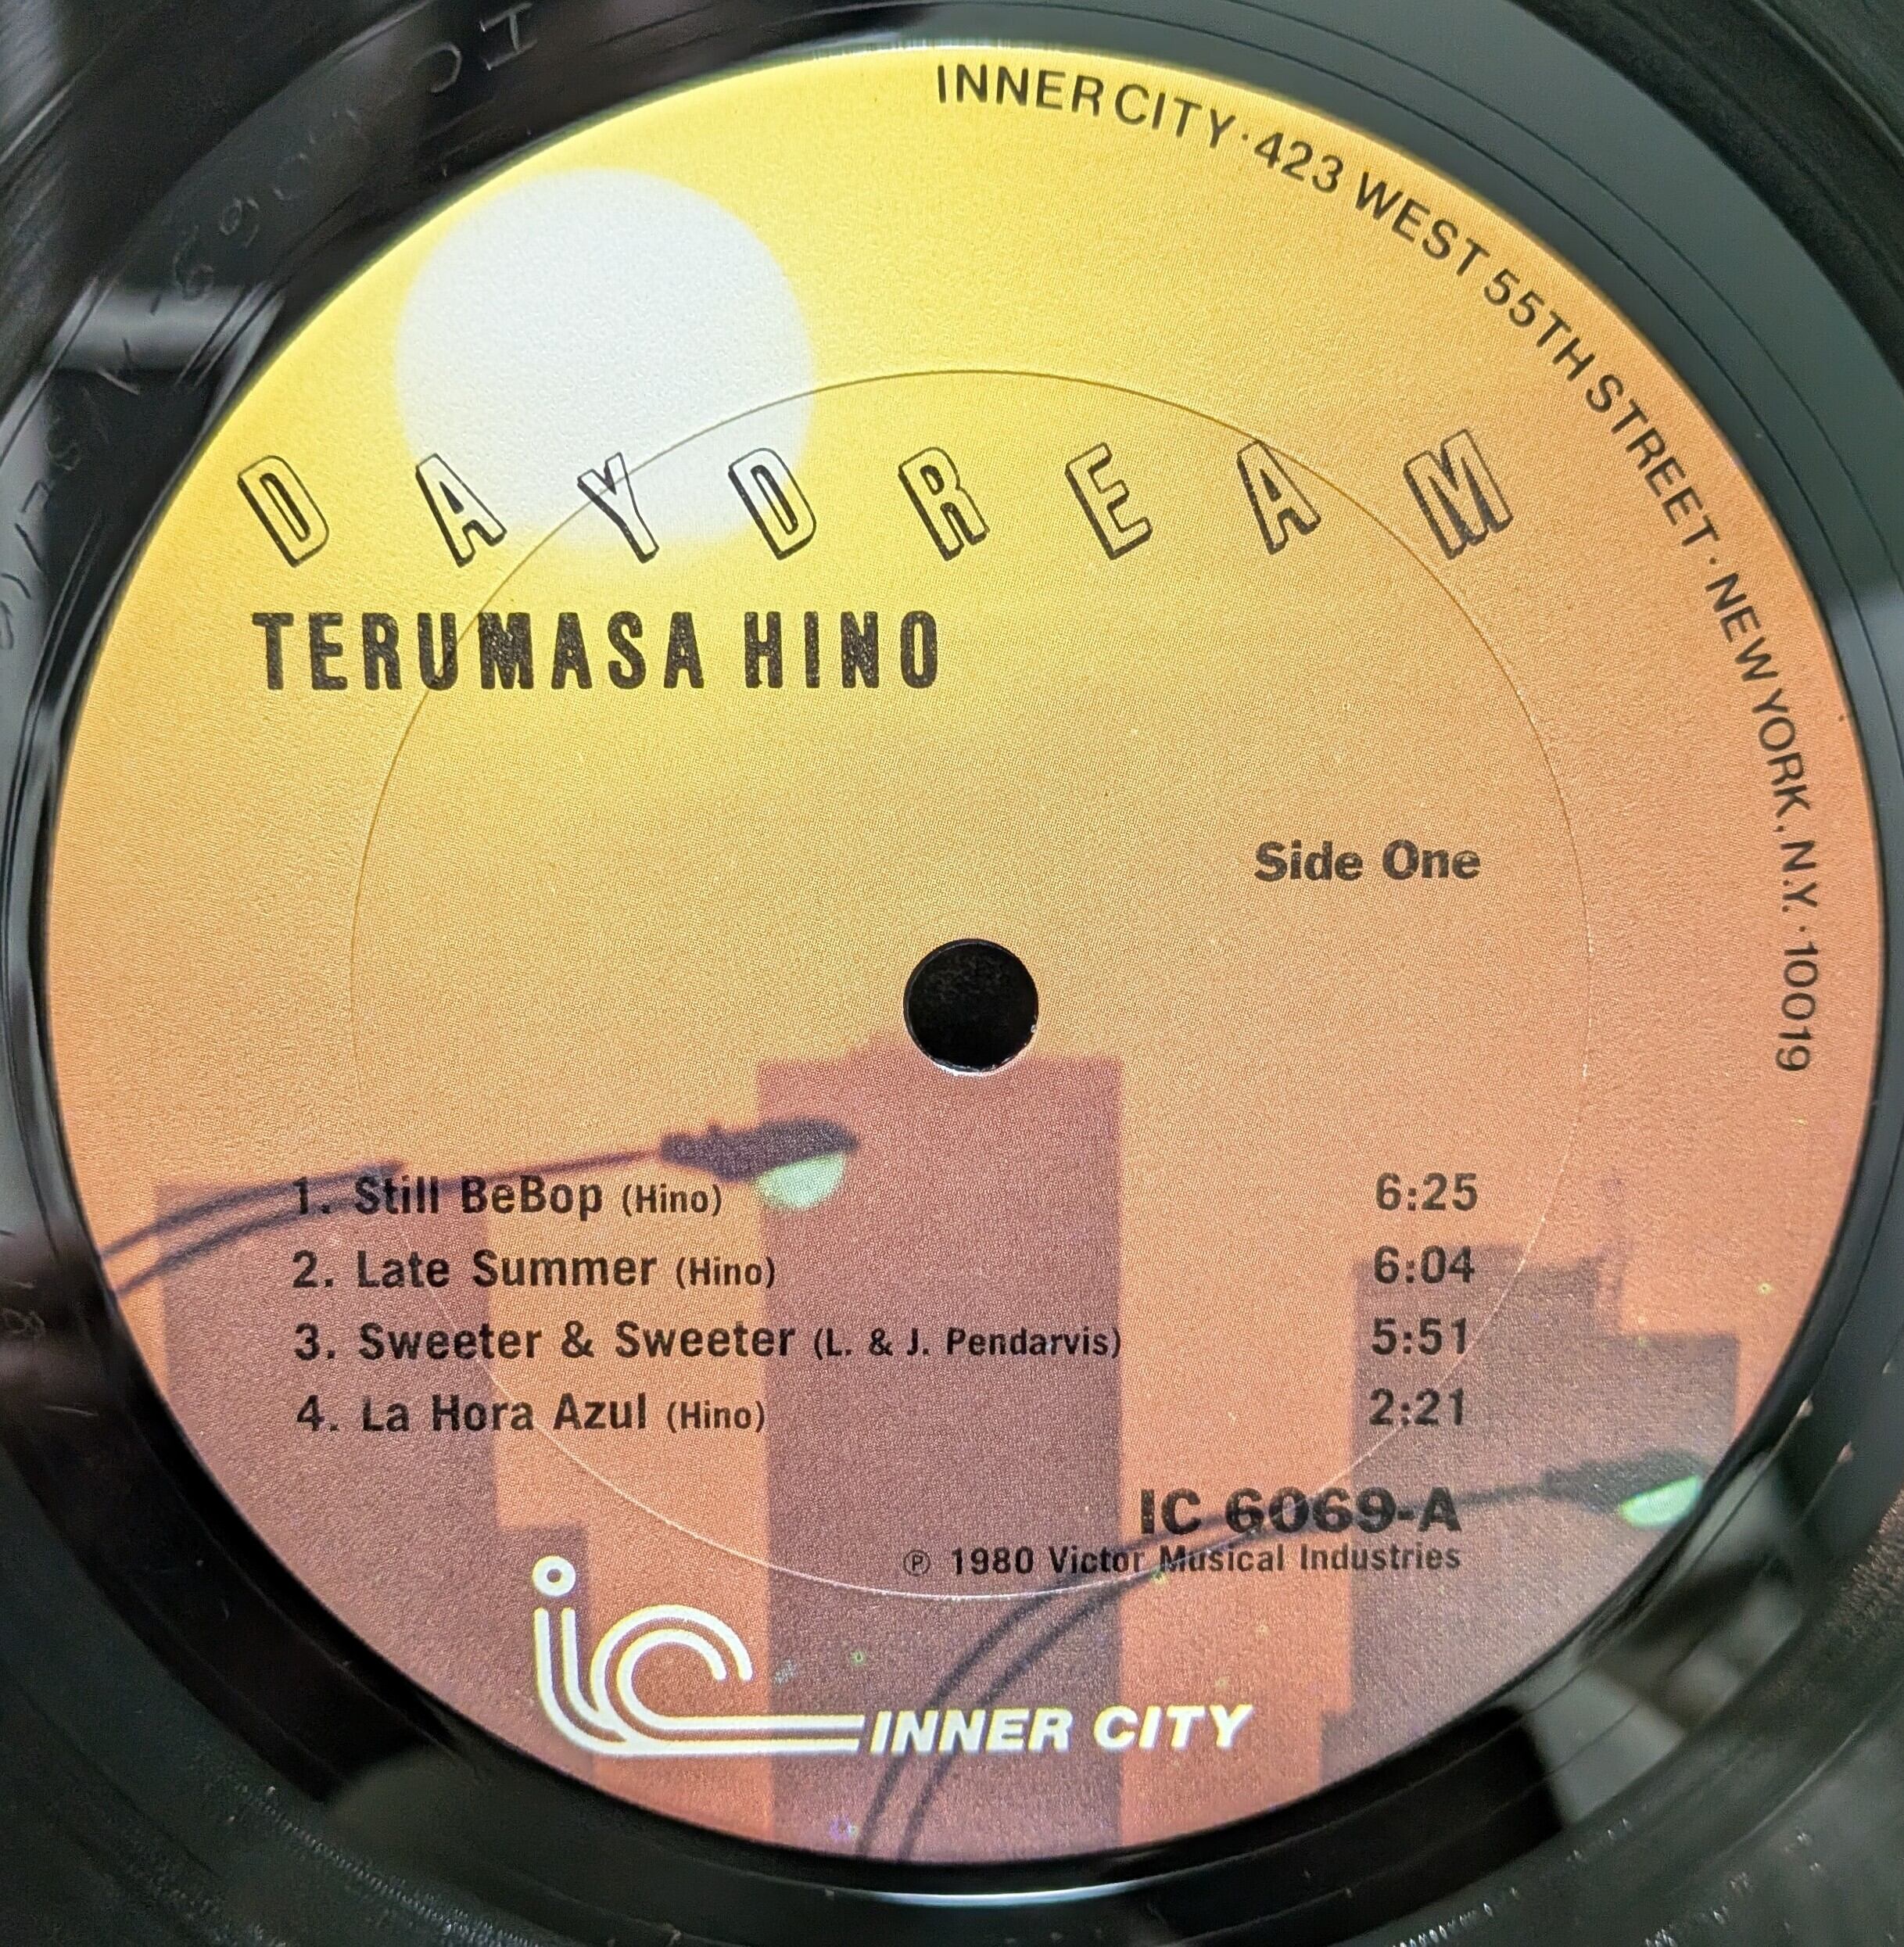 INNER CITY · 423 WEST 55TH STREET · NEW YORK, N.Y. · 10019
DAYDREAM
TERUMASA HINO
Side One
1. Still BeBop (Hino) 6:25
2. Late Summer (Hino) 6:04
3. Sweeter & Sweeter (L. & J. Pendarvis) 5:51
4. La Hora Azul (Hino) 2:21
IC 6069-A
℗ 1980 Victor Musical Industries
ic INNER CITY